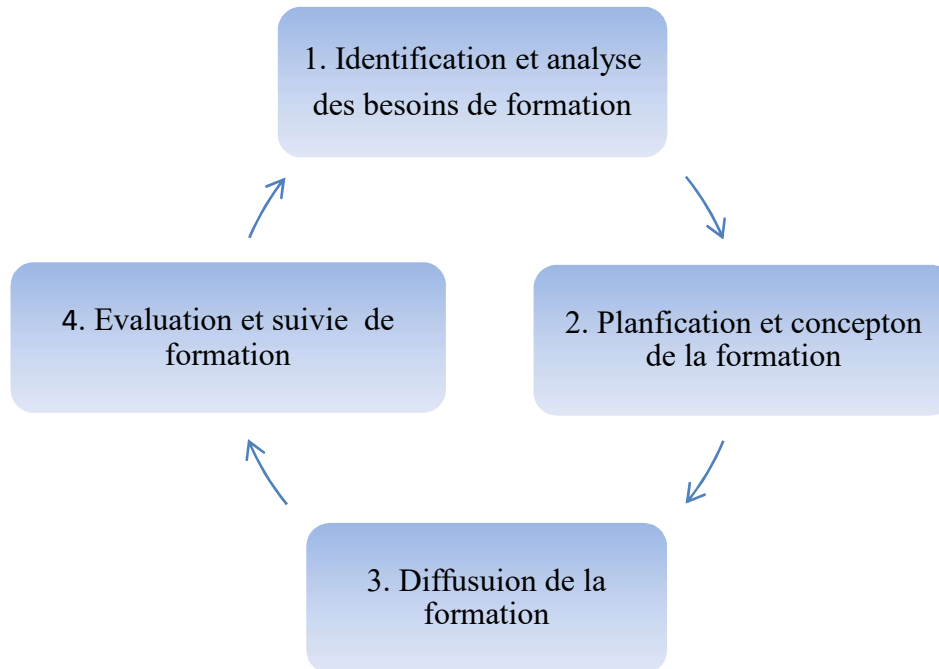 1. Identification et analyse
des besoins de formation
2. Planfication et concepton
de la formation
3. Diffusuion de la
formation
4. Evaluation et suivie de
formation